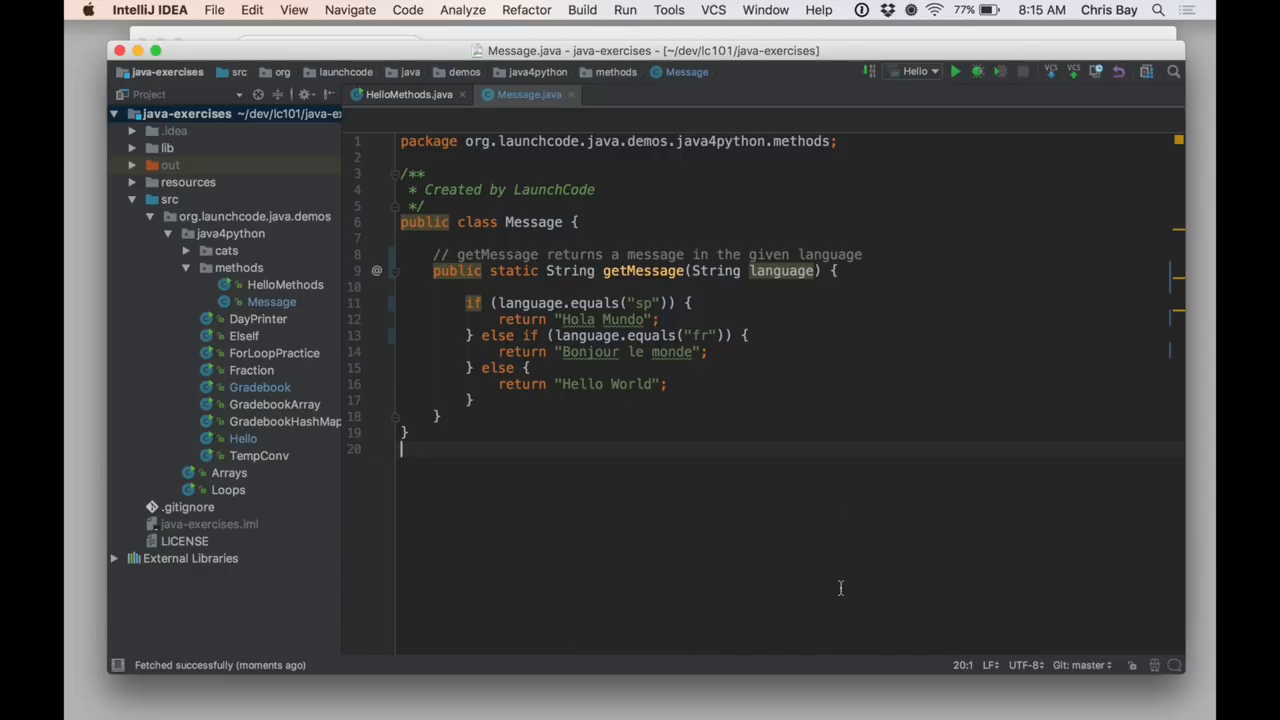 IntelliJ IDEA File Edit View Navigate Code Analyze Refactor Build Run Tools VCS Window Help 77% 8:15 AM Chris Bay
Message.java - java-exercises - [~/dev/lc101/java-exercises]
java-exercises src org launchcode java demos java4python methods Message Hello
Project HelloMethods.java Message.java
java-exercises ~/dev/lc101/java-ex
.idea
lib
out
resources
src
org.launchcode.java.demos
java4python
cats
methods
HelloMethods
Message
DayPrinter
ElseIf
ForLoopPractice
Fraction
Gradebook
GradebookArray
GradebookHashMap
Hello
TempConv
Arrays
Loops
.gitignore
java-exercises.iml
LICENSE
External Libraries
1 package org.launchcode.java.demos.java4python.methods;
2
3 /**
4 * Created by LaunchCode
5 */
6 public class Message {
7
8 // getMessage returns a message in the given language
9 @ public static String getMessage(String language) {
10
11 if (language.equals("sp")) {
12 return "Hola Mundo";
13 } else if (language.equals("fr")) {
14 return "Bonjour le monde";
15 } else {
16 return "Hello World";
17 }
18 }
19 }
20
Fetched successfully (moments ago) 20:1 LF UTF-8 Git: master